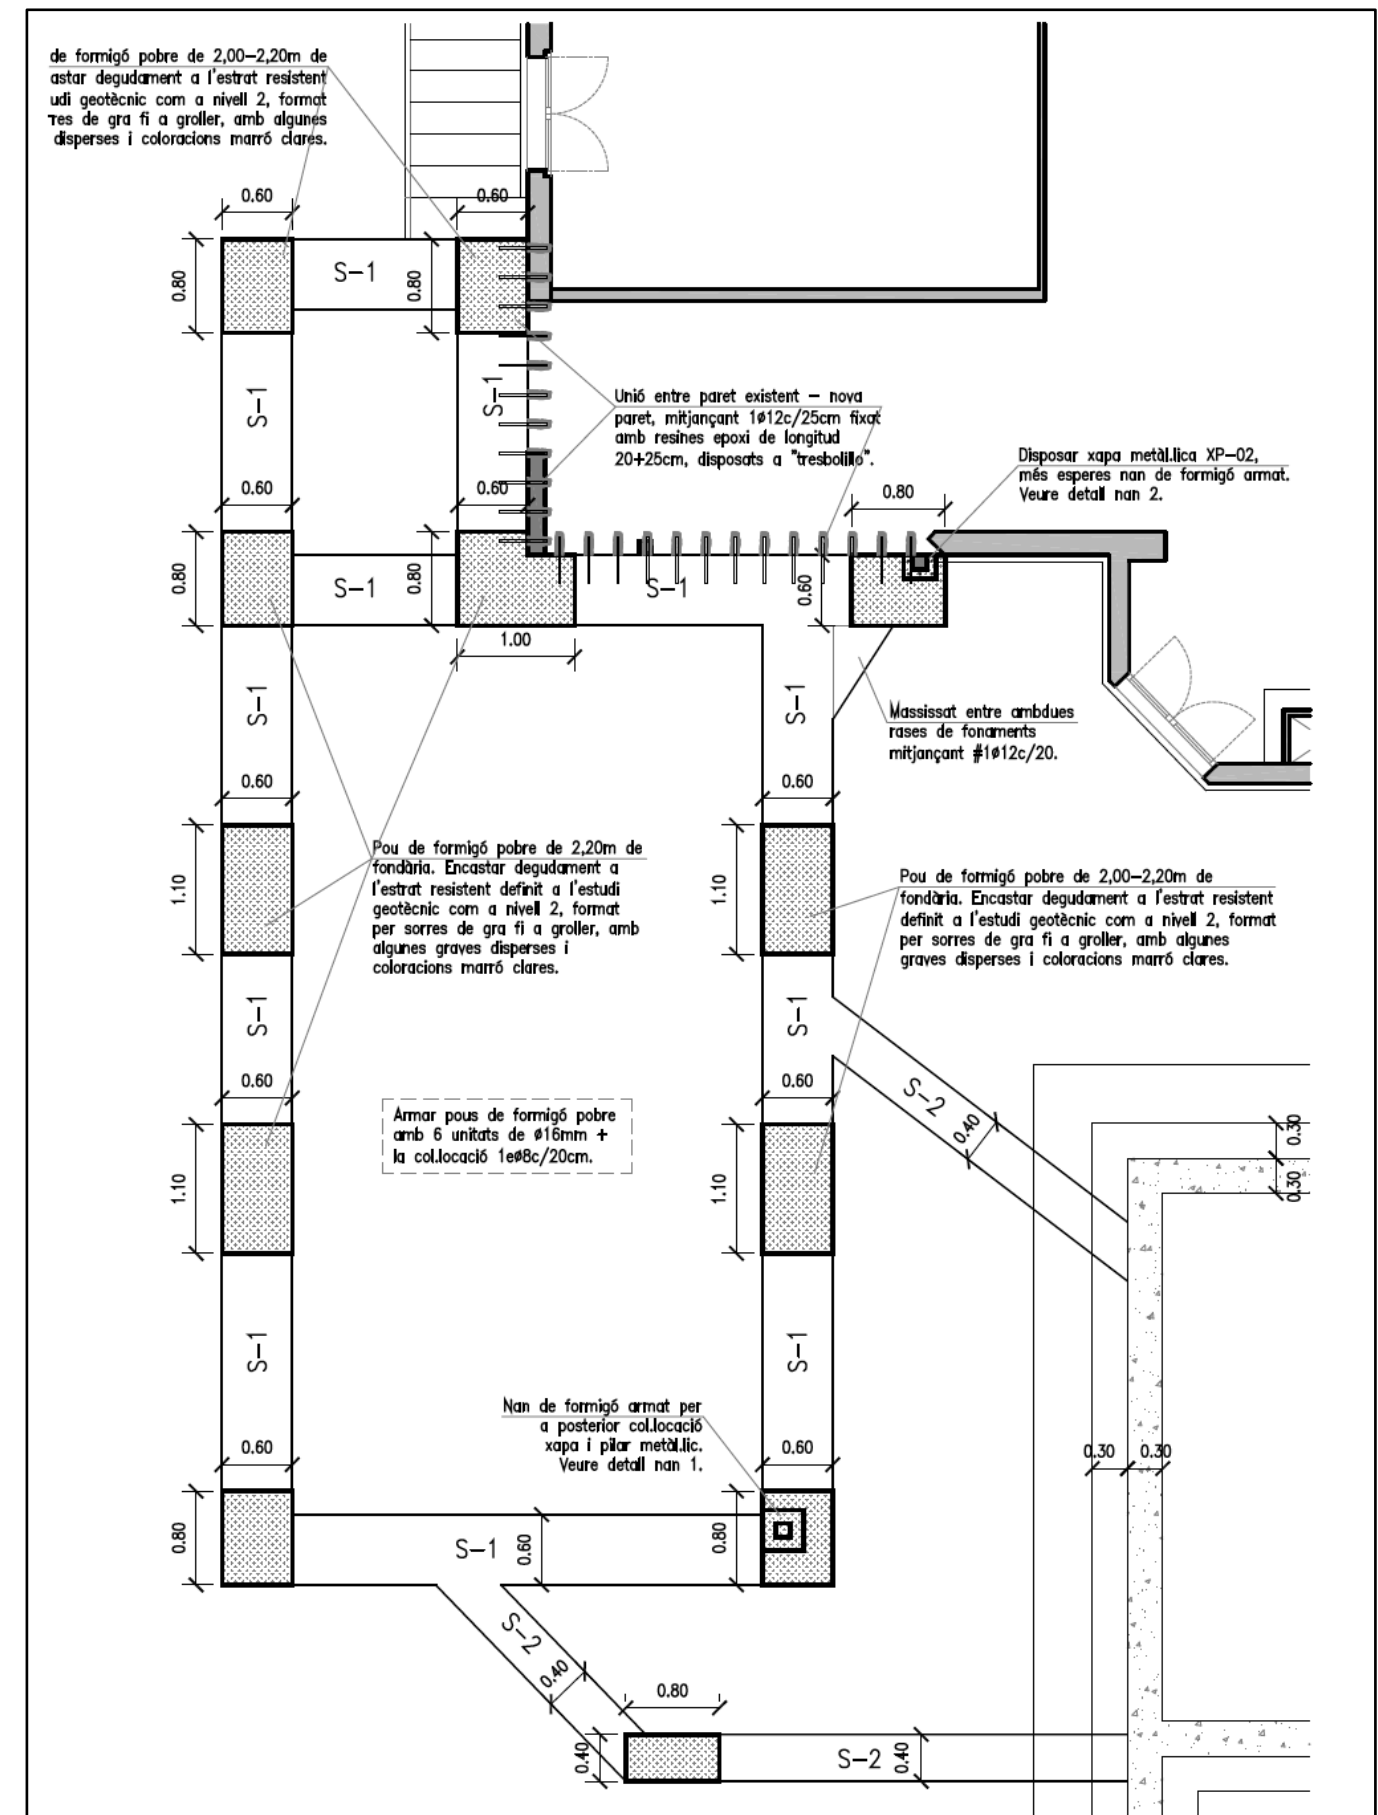 de formigó pobre de 2,00–2,20m de
astar degudament a l'estrat resistent
udi geotècnic com a nivell 2, format
res de gra fi a groller, amb algunes
disperses i coloracions marró clares.
0.60
0.60
0.80
S–1
0.80
S–1
S–1
Unió entre paret existent – nova
paret, mitjançant 1ø12c/25cm fixat
amb resines epoxi de longitud
20+25cm, disposats a "tresbolillo".
Disposar xapa metàl.lica XP–02,
més esperes nan de formigó armat.
Veure detall nan 2.
0.60
0.60
0.80
0.80
S–1
0.80
S–1
0.60
1.00
S–1
S–1
Massissat entre ambdues
rases de fonaments
mitjançant #1ø12c/20.
0.60
0.60
1.10
1.10
Pou de formigó pobre de 2,20m de
fondària. Encastar degudament a
l'estrat resistent definit a l'estudi
geotècnic com a nivell 2, format
per sorres de gra fi a groller, amb
algunes graves disperses i
coloracions marró clares.
Pou de formigó pobre de 2,00–2,20m de
fondària. Encastar degudament a l'estrat resistent
definit a l'estudi geotècnic com a nivell 2, format
per sorres de gra fi a groller, amb algunes
graves disperses i coloracions marró clares.
S–1
S–1
0.60
0.60
S–2
0.40
0.30
0.30
Armar pous de formigó pobre
amb 6 unitats de ø16mm +
la col.locació 1eø8c/20cm.
1.10
1.10
S–1
S–1
Nan de formigó armat per
a posterior col.locació
xapa i pilar metàl.lic.
Veure detall nan 1.
0.60
0.60
0.30
0.30
0.80
S–1
0.60
0.80
S–2
0.40
0.80
0.40
S–2
0.40